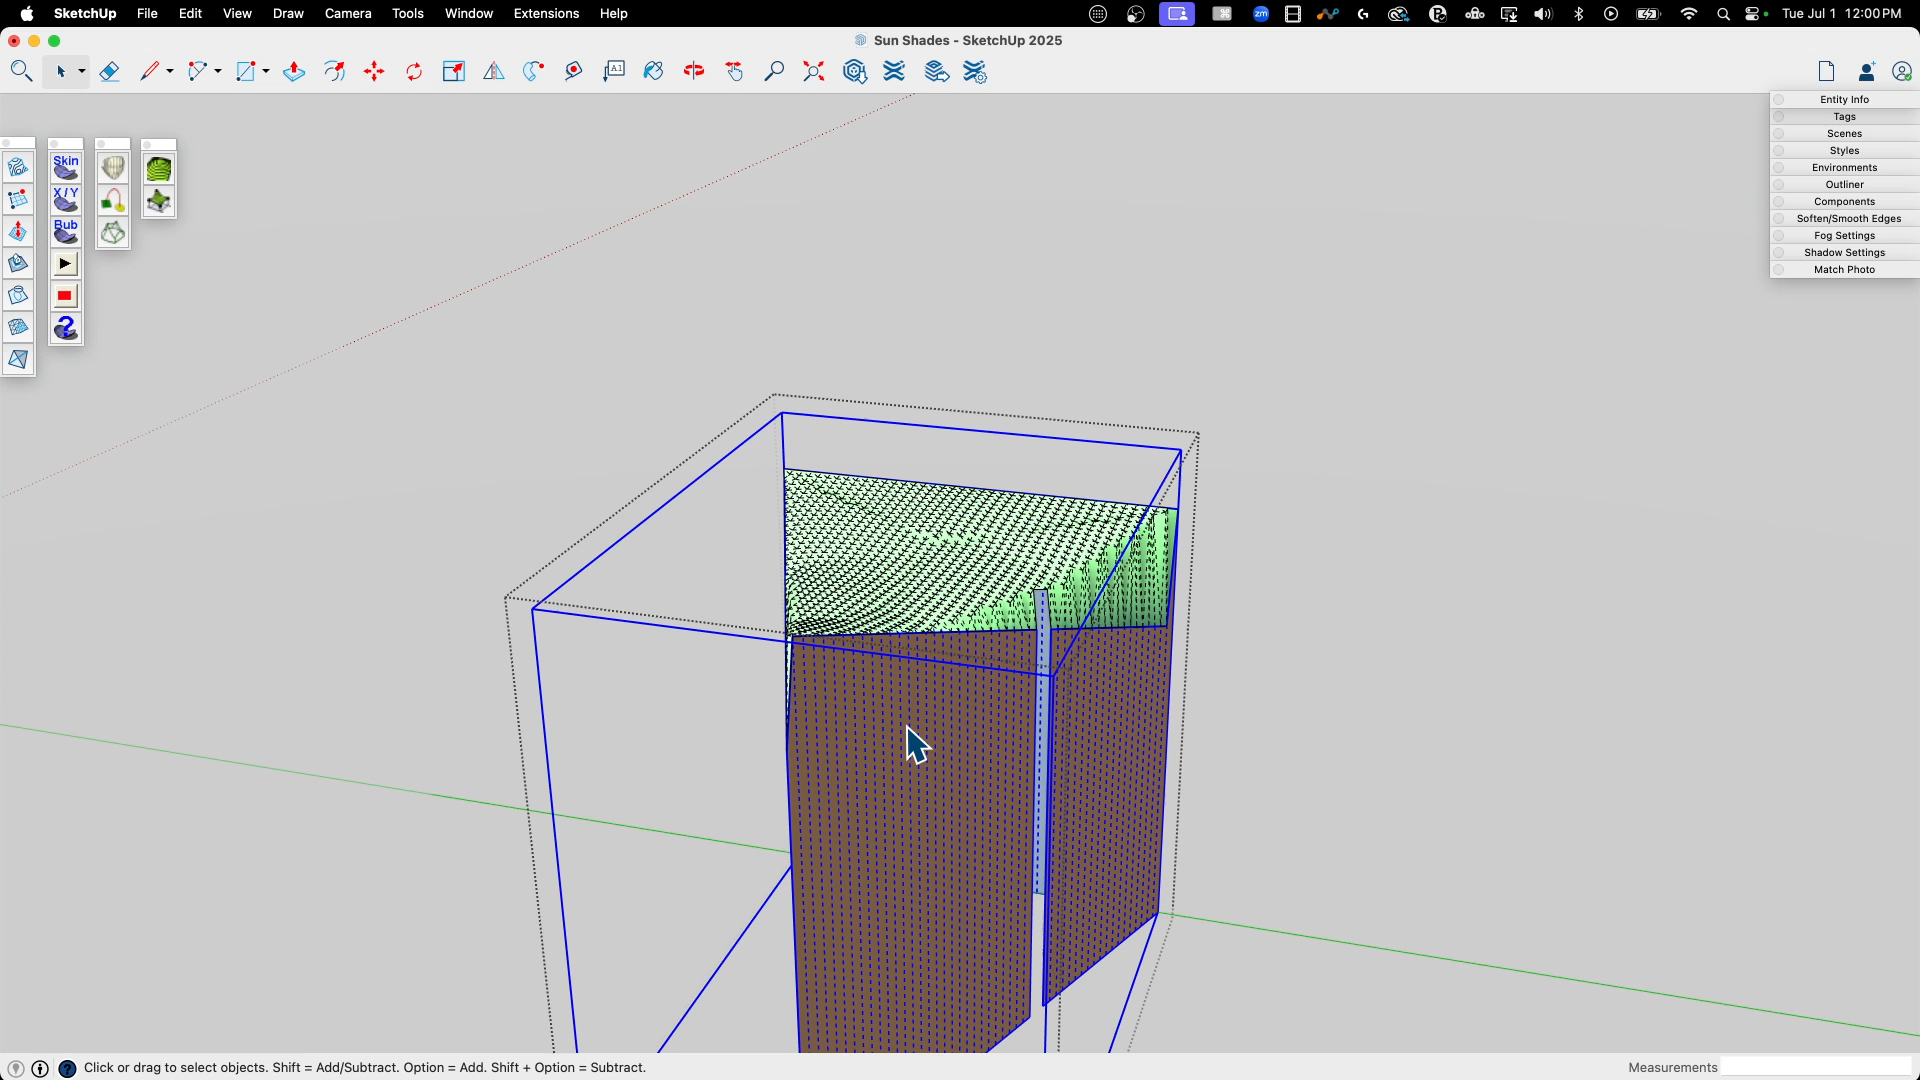 SketchUp File Edit View Draw Camera Tools Window Extensions Help
zm
Tue Jul 1 12:00 PM
Sun Shades - SketchUp 2025
A1
Entity Info
Tags
Scenes
Styles
Environments
Outliner
Components
Soften/Smooth Edges
Fog Settings
Shadow Settings
Match Photo
Skin
X/Y
Bub
?
Click or drag to select objects. Shift = Add/Subtract. Option = Add. Shift + Option = Subtract.
Measurements